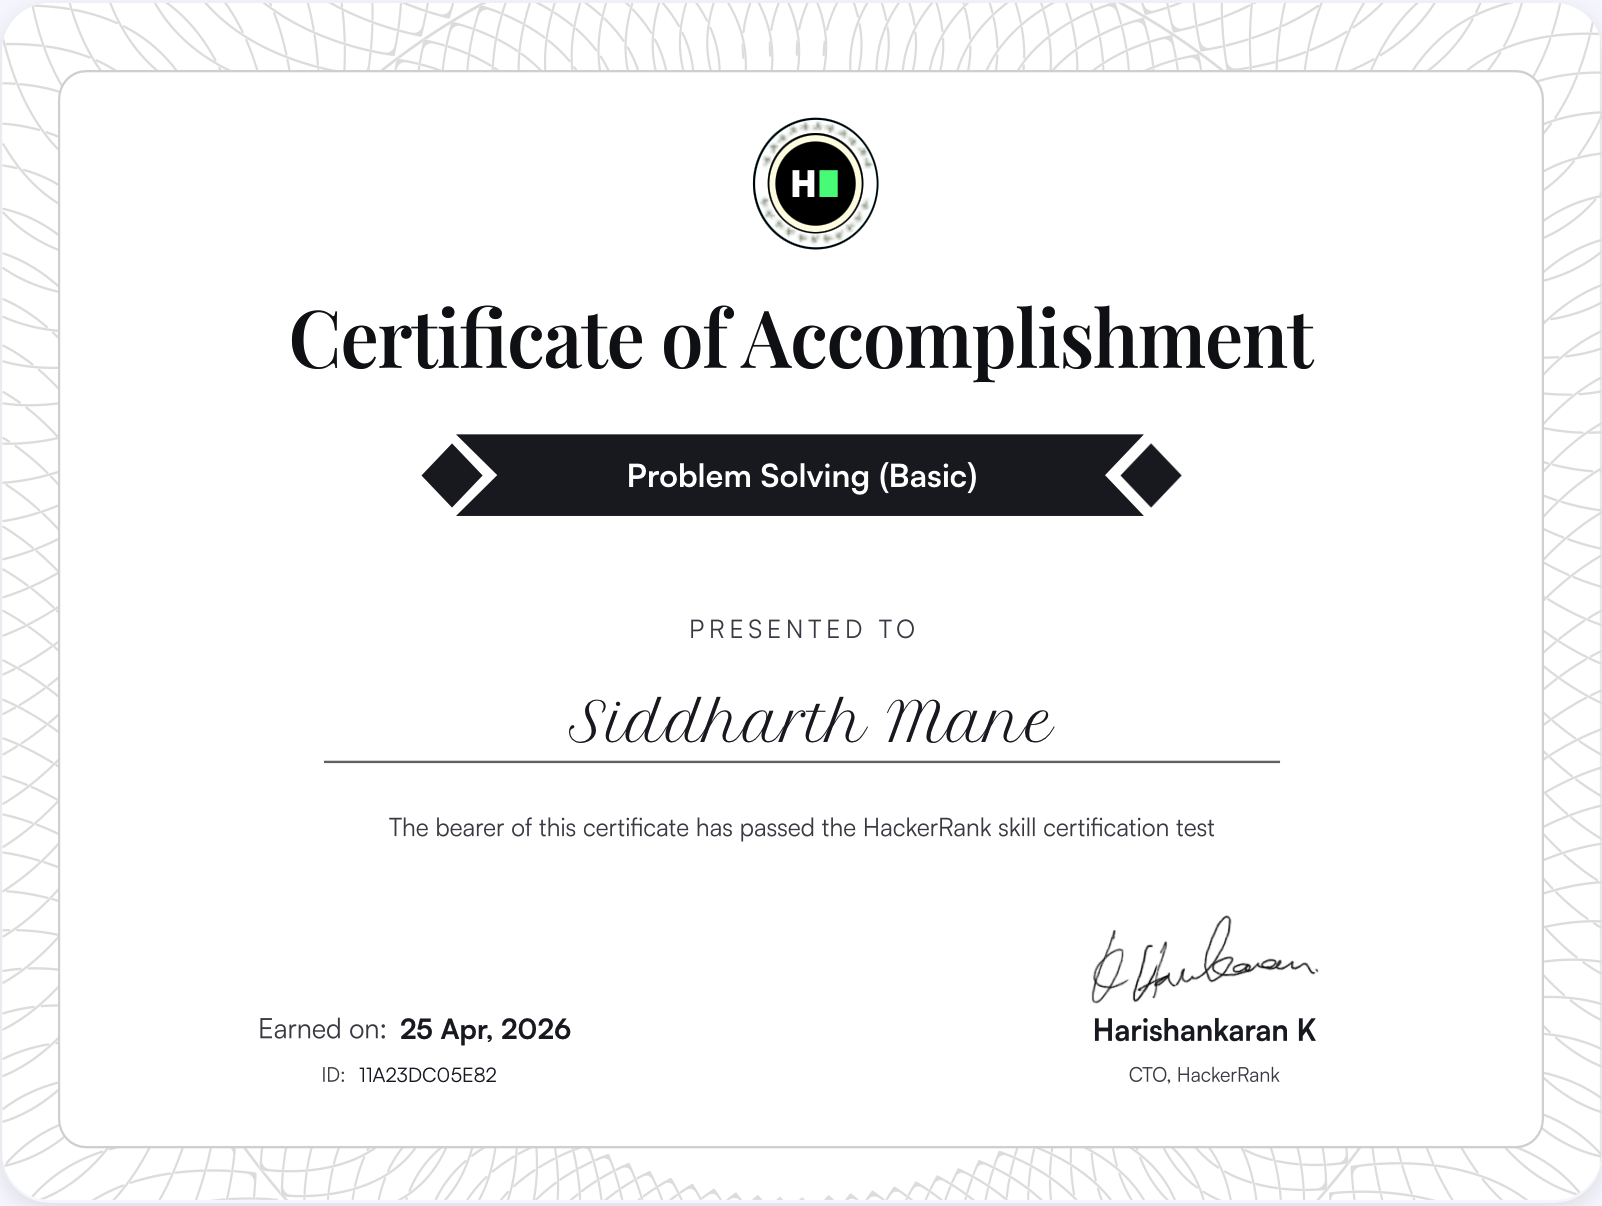 H
Certificate of Accomplishment
Problem Solving (Basic)
PRESENTED TO
Siddharth Mane
The bearer of this certificate has passed the HackerRank skill certification test
Earned on: 25 Apr, 2026
ID: 11A23DC05E82
Harishankaran K
CTO, HackerRank